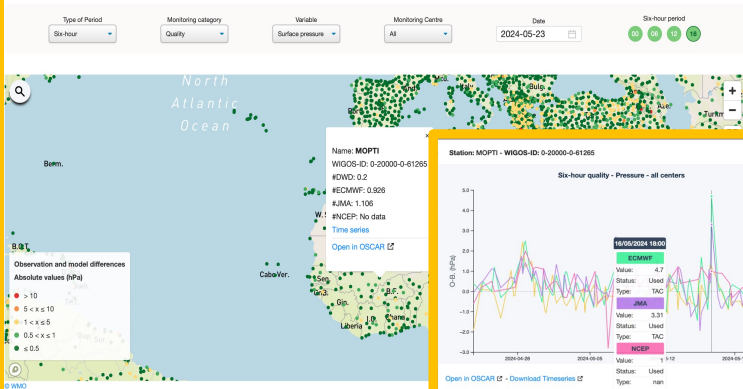 Type of Period
Monitoring category
Variable
Monitoring Centre
Date
Six-hour period
Six-hour
Quality
Surface pressure
All
2024-05-23
00 06 12 18
North
Atlantic
Ocean
And.
Italy
Bulg.
Berm.
B.O.T.
CaboVer.
Sen.
Gin.
Liberia
B.F.
Ghana
Name: MOPTI
WIGOS-ID: 0-20000-0-61265
#DWD: 0.2
#ECMWF: 0.926
#JMA: 1.106
#NCEP: No data
Time series
Open in OSCAR
Observation and model differences
Absolute values (hPa)
> 10
5 < x ≤ 10
1 < x ≤ 5
0.5 < x ≤ 1
≤ 0.5
© WMO
Station: MOPTI - WIGOS-ID: 0-20000-0-61265
Six-hour quality - Pressure - all centers
O-B. (hPa)
5.0
4.0
3.0
2.0
1.0
0.0
-1.0
-2.0
-3.0
2024-04-28
2024-05-05
16/05/2024 18:00
ECMWF
Value: 4.7
Status: Used
Type: TAC
JMA
Value: 3.31
Status: Used
Type: TAC
NCEP
Value: 1
Status: Used
Type: nan
Open in OSCAR - Download Timeseries